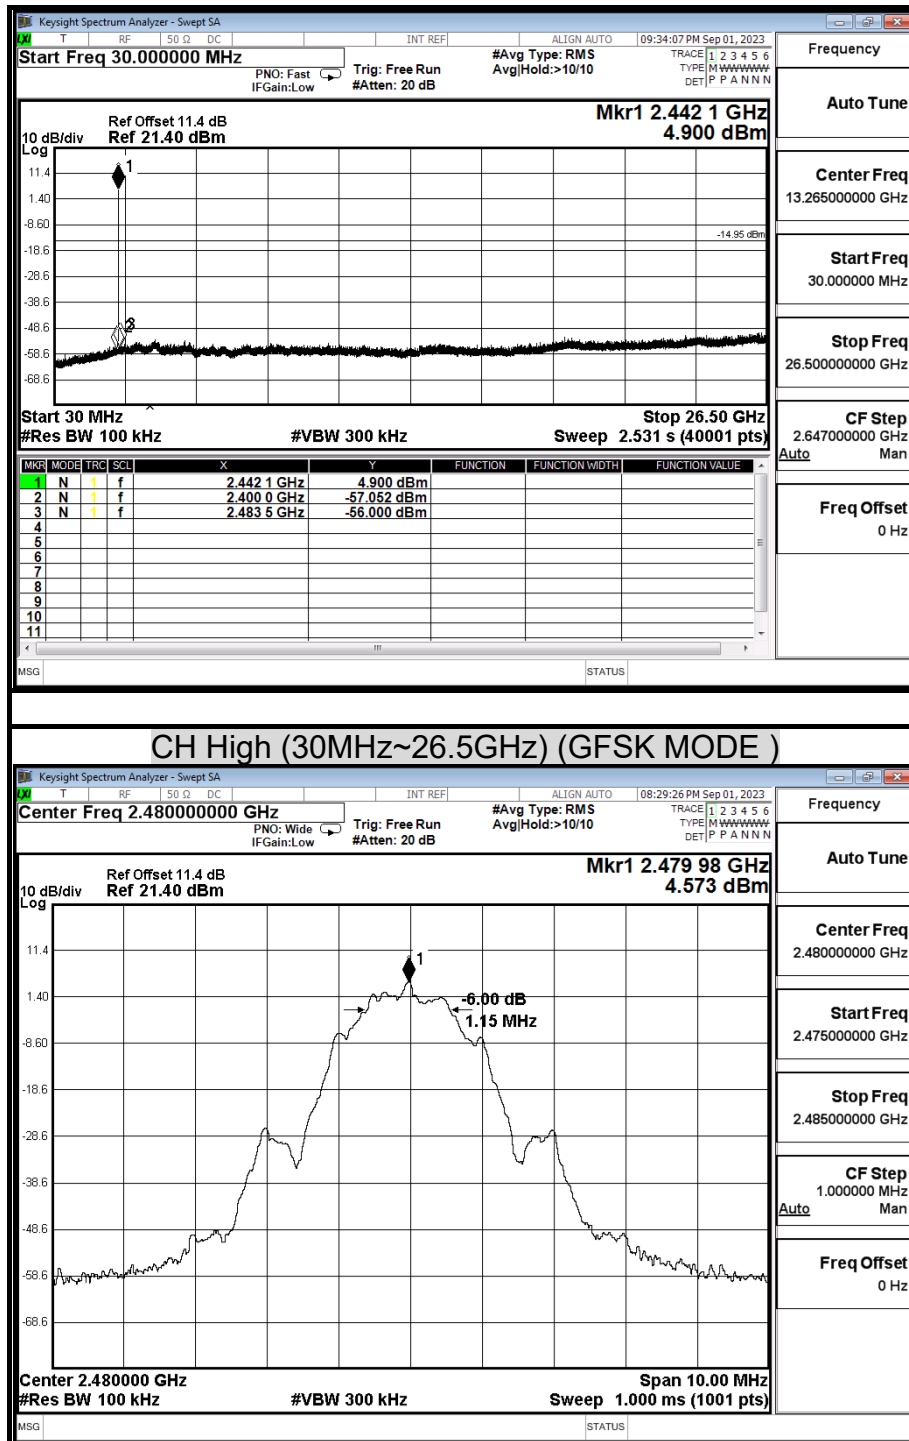 Keysight Spectrum Analyzer - Swept SA
LXI T RF 50 Ω DC INT REF ALIGN AUTO 09:34:07 PM Sep 01, 2023
Start Freq 30.000000 MHz
#Avg Type: RMS
TRACE 1 2 3 4 5 6
PNO: Fast Trig: Free Run Avg|Hold:>10/10
TYPE M WWWWW
IFGain:Low #Atten: 20 dB
DET P P A N N N
Frequency
Auto Tune
Center Freq
13.265000000 GHz
Start Freq
30.000000 MHz
Stop Freq
26.500000000 GHz
CF Step
2.647000000 GHz
Auto Man
Freq Offset
0 Hz
Mkr1 2.442 1 GHz
4.900 dBm
Ref Offset 11.4 dB
10 dB/div Ref 21.40 dBm
Log
11.4
1.40
-8.60
-18.6
-28.6
-38.6
-48.6
-58.6
-68.6
1
-14.95 dBm
Start 30 MHz Stop 26.50 GHz
#Res BW 100 kHz #VBW 300 kHz Sweep 2.531 s (40001 pts)
MKR MODE TRC SCL X Y FUNCTION FUNCTION WIDTH FUNCTION VALUE
1 N 1 f 2.442 1 GHz 4.900 dBm
2 N 1 f 2.400 0 GHz -57.052 dBm
3 N 1 f 2.483 5 GHz -56.000 dBm
4
5
6
7
8
9
10
11
MSG STATUS
CH High (30MHz~26.5GHz) (GFSK MODE )
Keysight Spectrum Analyzer - Swept SA
LXI T RF 50 Ω DC INT REF ALIGN AUTO 08:29:26 PM Sep 01, 2023
Center Freq 2.480000000 GHz
#Avg Type: RMS
TRACE 1 2 3 4 5 6
PNO: Wide Trig: Free Run Avg|Hold:>10/10
TYPE M WWWWW
IFGain:Low #Atten: 20 dB
DET P P A N N N
Frequency
Auto Tune
Center Freq
2.480000000 GHz
Start Freq
2.475000000 GHz
Stop Freq
2.485000000 GHz
CF Step
1.000000 MHz
Auto Man
Freq Offset
0 Hz
Mkr1 2.479 98 GHz
4.573 dBm
Ref Offset 11.4 dB
10 dB/div Ref 21.40 dBm
Log
11.4
1.40
-8.60
-18.6
-28.6
-38.6
-48.6
-58.6
-68.6
1
-6.00 dB
1.15 MHz
Center 2.480000 GHz Span 10.00 MHz
#Res BW 100 kHz #VBW 300 kHz Sweep 1.000 ms (1001 pts)
MSG STATUS